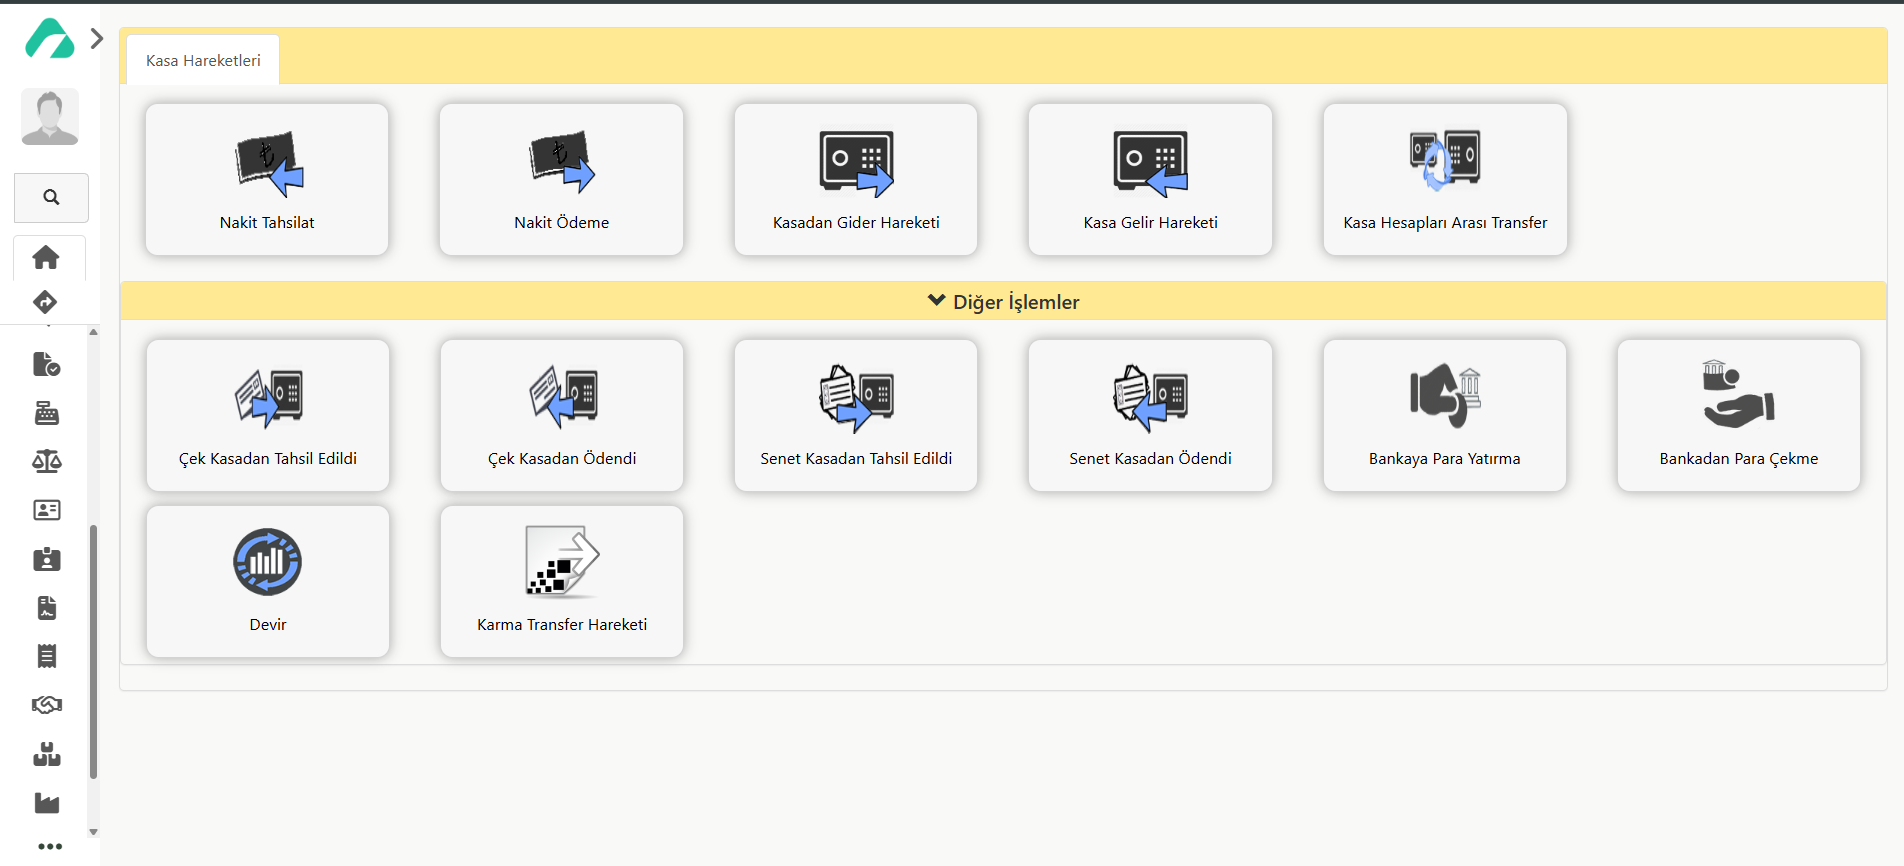 Kasa Hareketleri
Nakit Tahsilat
Nakit Ödeme
Kasadan Gider Hareketi
Kasa Gelir Hareketi
Kasa Hesapları Arası Transfer
Diğer İşlemler
Çek Kasadan Tahsil Edildi
Çek Kasadan Ödendi
Senet Kasadan Tahsil Edildi
Senet Kasadan Ödendi
Bankaya Para Yatırma
Bankadan Para Çekme
Devir
Karma Transfer Hareketi